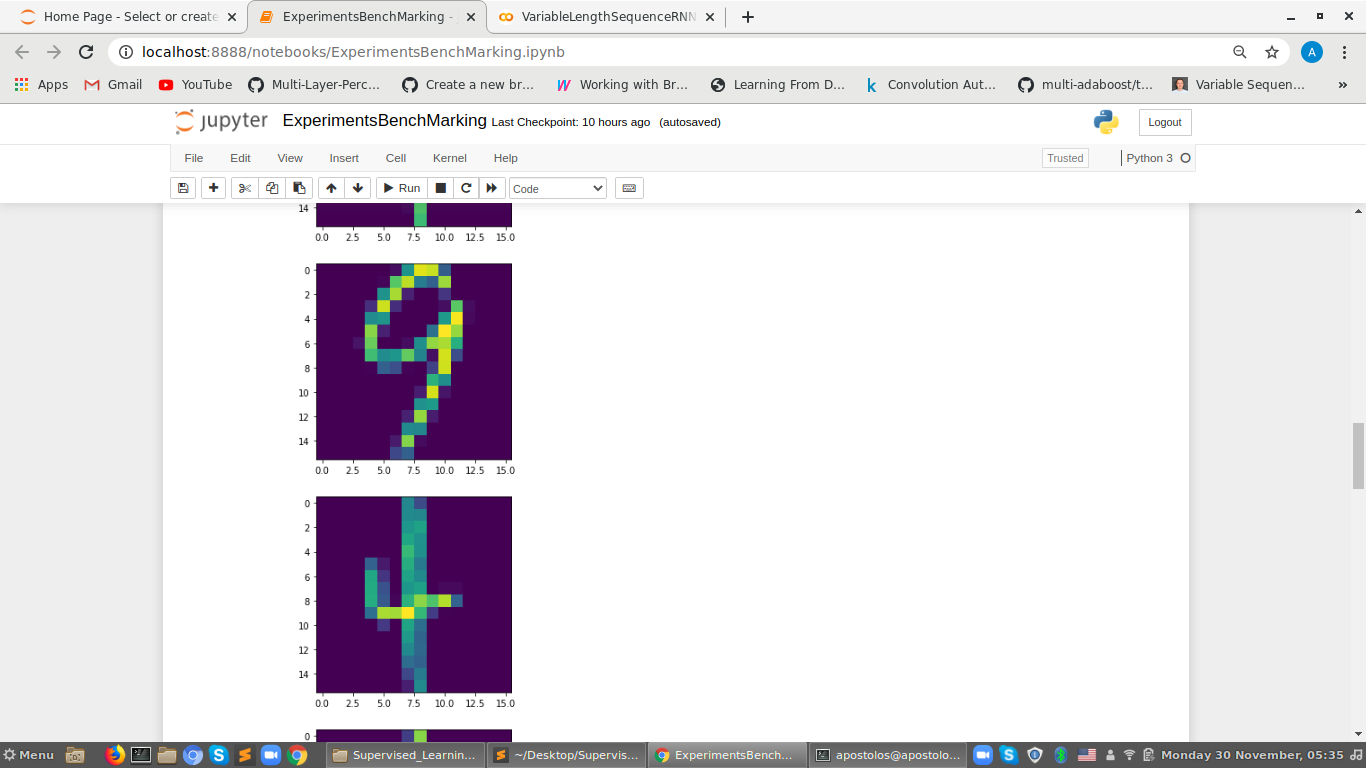 Home Page - Select or create
ExperimentsBenchMarking -
VariableLengthSequenceRNN
localhost:8888/notebooks/ExperimentsBenchMarking.ipynb
A
Apps
Gmail
YouTube
Multi-Layer-Perc...
Create a new br...
Working with Br...
Learning From D...
Convolution Aut...
multi-adaboost/t...
Variable Sequen...
»
jupyter ExperimentsBenchMarking Last Checkpoint: 10 hours ago (autosaved)
Logout
File Edit View Insert Cell Kernel Help
Trusted
Python 3
Run
Code
14
0.0 2.5 5.0 7.5 10.0 12.5 15.0
0
2
4
6
8
10
12
14
0.0 2.5 5.0 7.5 10.0 12.5 15.0
9
0
2
4
6
8
10
12
14
0.0 2.5 5.0 7.5 10.0 12.5 15.0
4
0
Menu
Supervised_Learnin...
~/Desktop/Supervis...
ExperimentsBench...
apostolos@apostolo...
Monday 30 November, 05:35